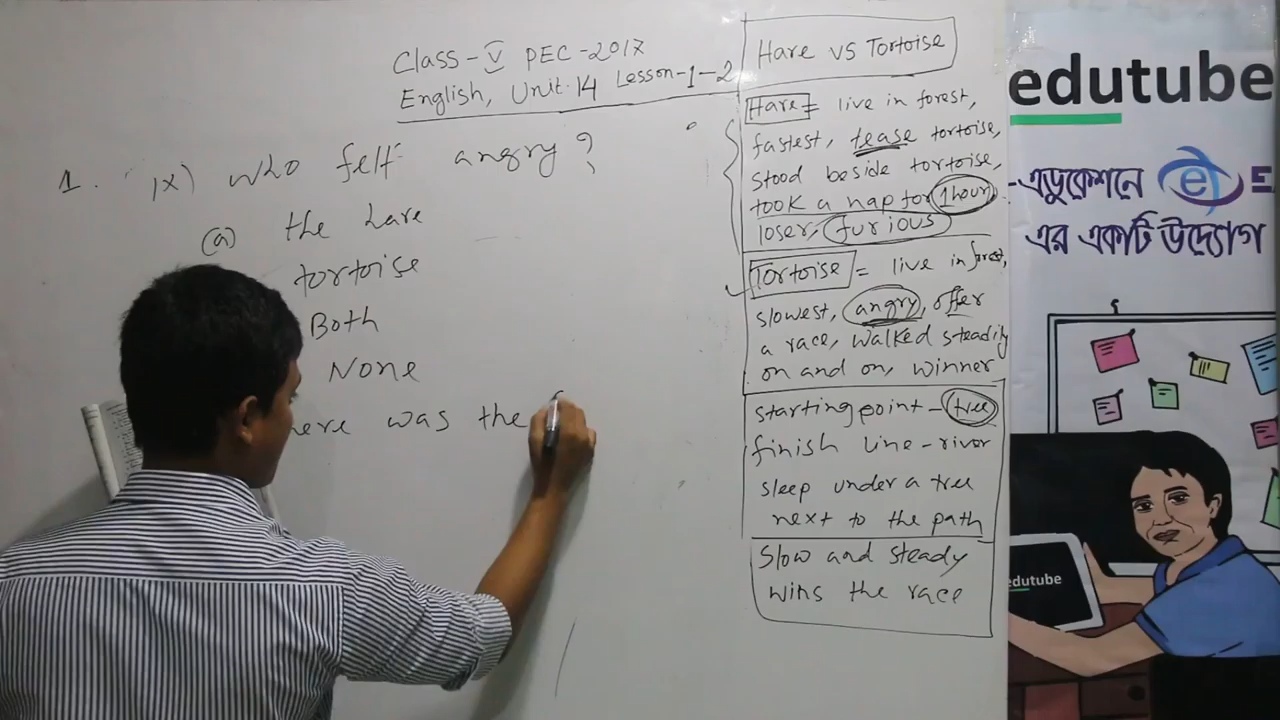 Class-V PEC-2017
English, Unit.14 Lesson-1-2
1. ix) who felt angry?
(a) the hare
tortoise
Both
None
here was the
Hare vs Tortoise
Hare = live in forest,
fastest, tease tortoise,
stood beside tortoise,
took a nap for 1hour
loser, furious
Tortoise = live in forest,
slowest, angry, offer
a race, walked steadily
on and on, winner
starting point - tree
finish line - river
sleep under a tree
next to the path
slow and steady
wins the race
edutube
-এডুকেশনে e E
এর একটি উদ্যোগ
edutube